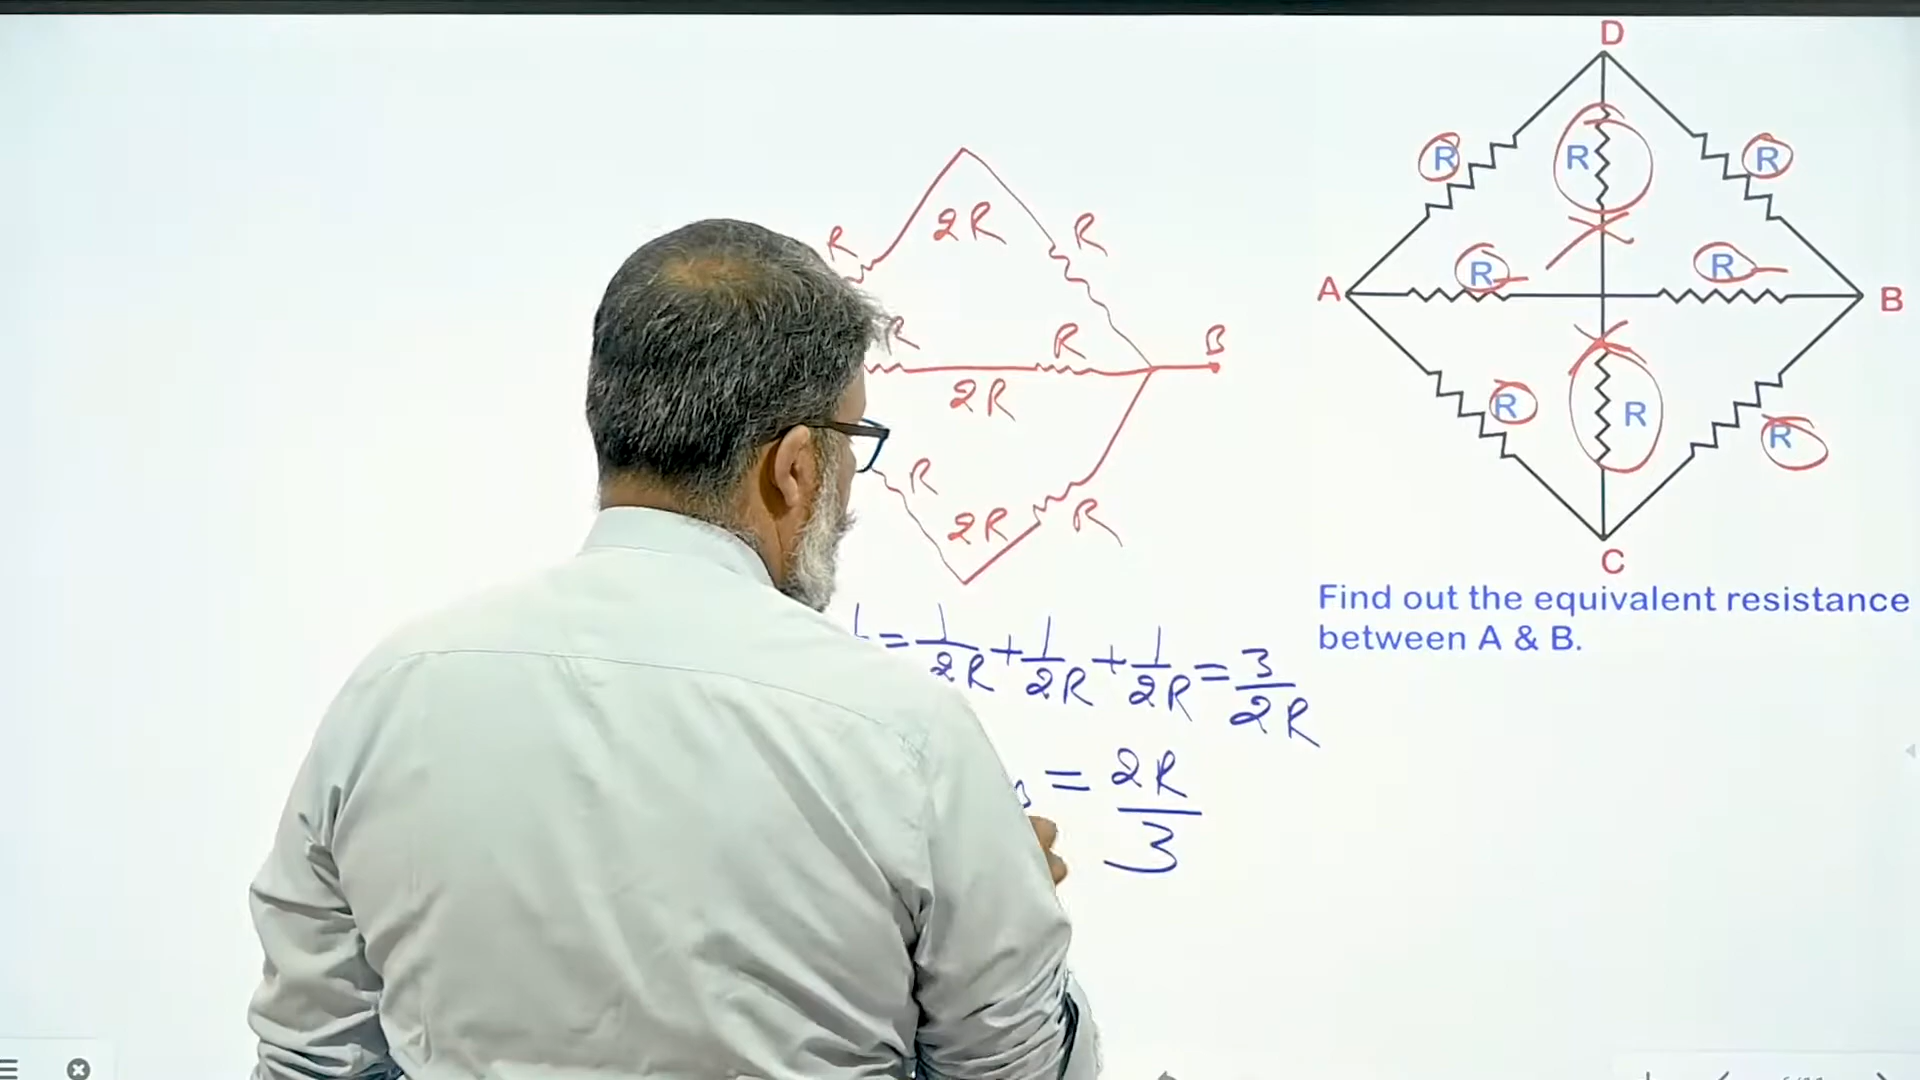 D
R R R
R R
A B
R R R
C
Find out the equivalent resistance
between A & B.
2R
R R
R R B
2R
R
2R R
= 1/2R + 1/2R + 1/2R = 3/2R
= 2R/3